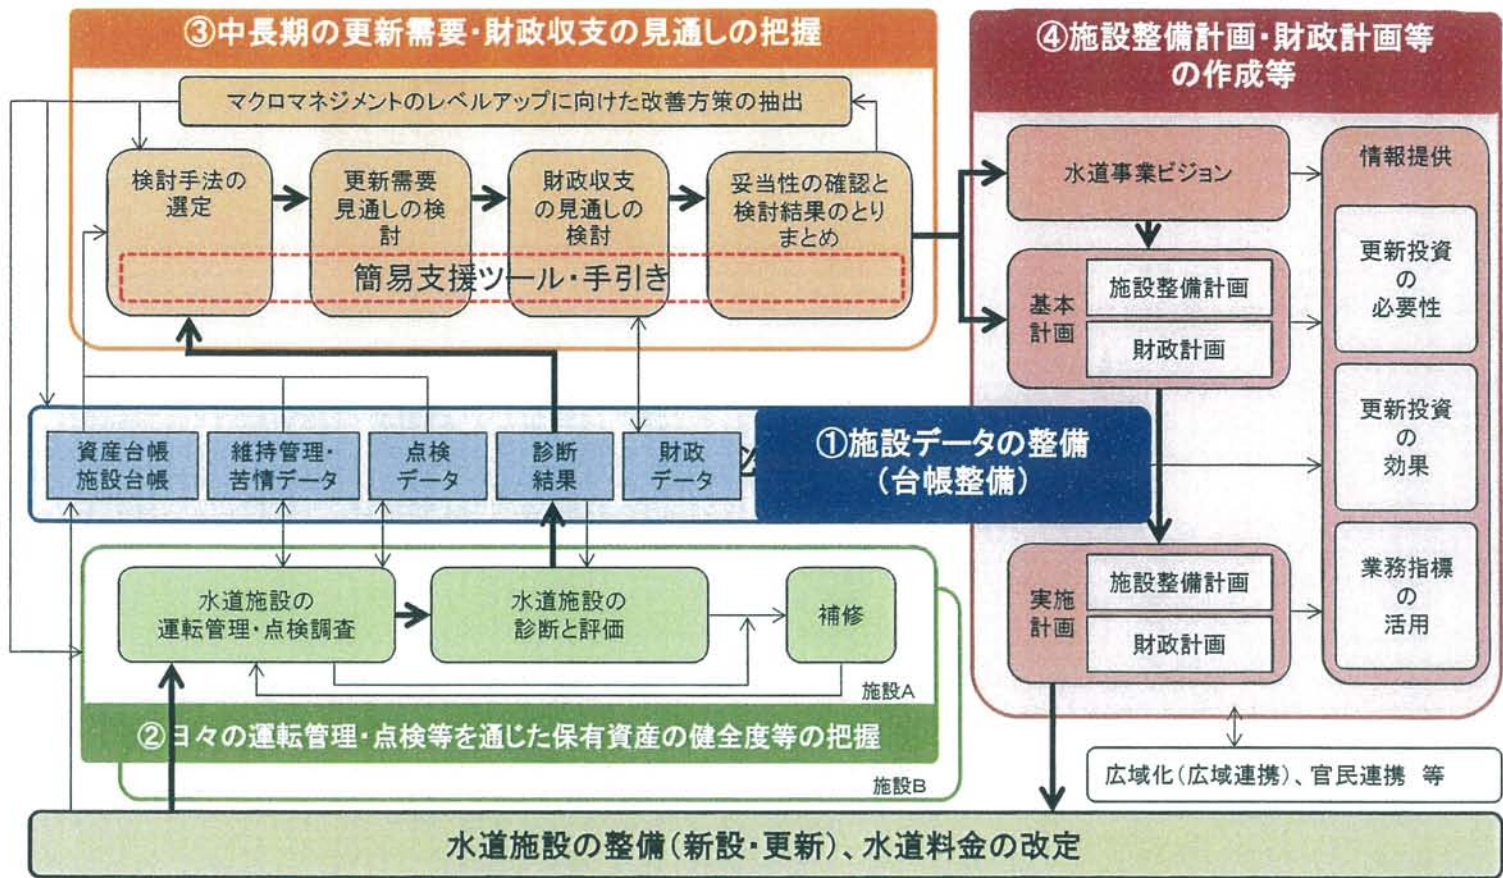 ③中長期の更新需要・財政収支の見通しの把握
マクロマネジメントのレベルアップに向けた改善方策の抽出
検討手法の
選定
更新需要
見通しの検
討
財政収支
の見通しの
検討
妥当性の確認と
検討結果のとり
まとめ
簡易支援ツール・手引き
④施設整備計画・財政計画等
の作成等
水道事業ビジョン
基本
計画
施設整備計画
財政計画
実施
計画
施設整備計画
財政計画
情報提供
更新投資
の
必要性
更新投資
の
効果
業務指標
の
活用
資産台帳
施設台帳
維持管理・
苦情データ
点検
データ
診断
結果
財政
データ
①施設データの整備
(台帳整備)
水道施設の
運転管理・点検調査
水道施設の
診断と評価
補修
施設A
②日々の運転管理・点検等を通じた保有資産の健全度等の把握
施設B
広域化(広域連携)、官民連携 等
水道施設の整備(新設・更新)、水道料金の改定